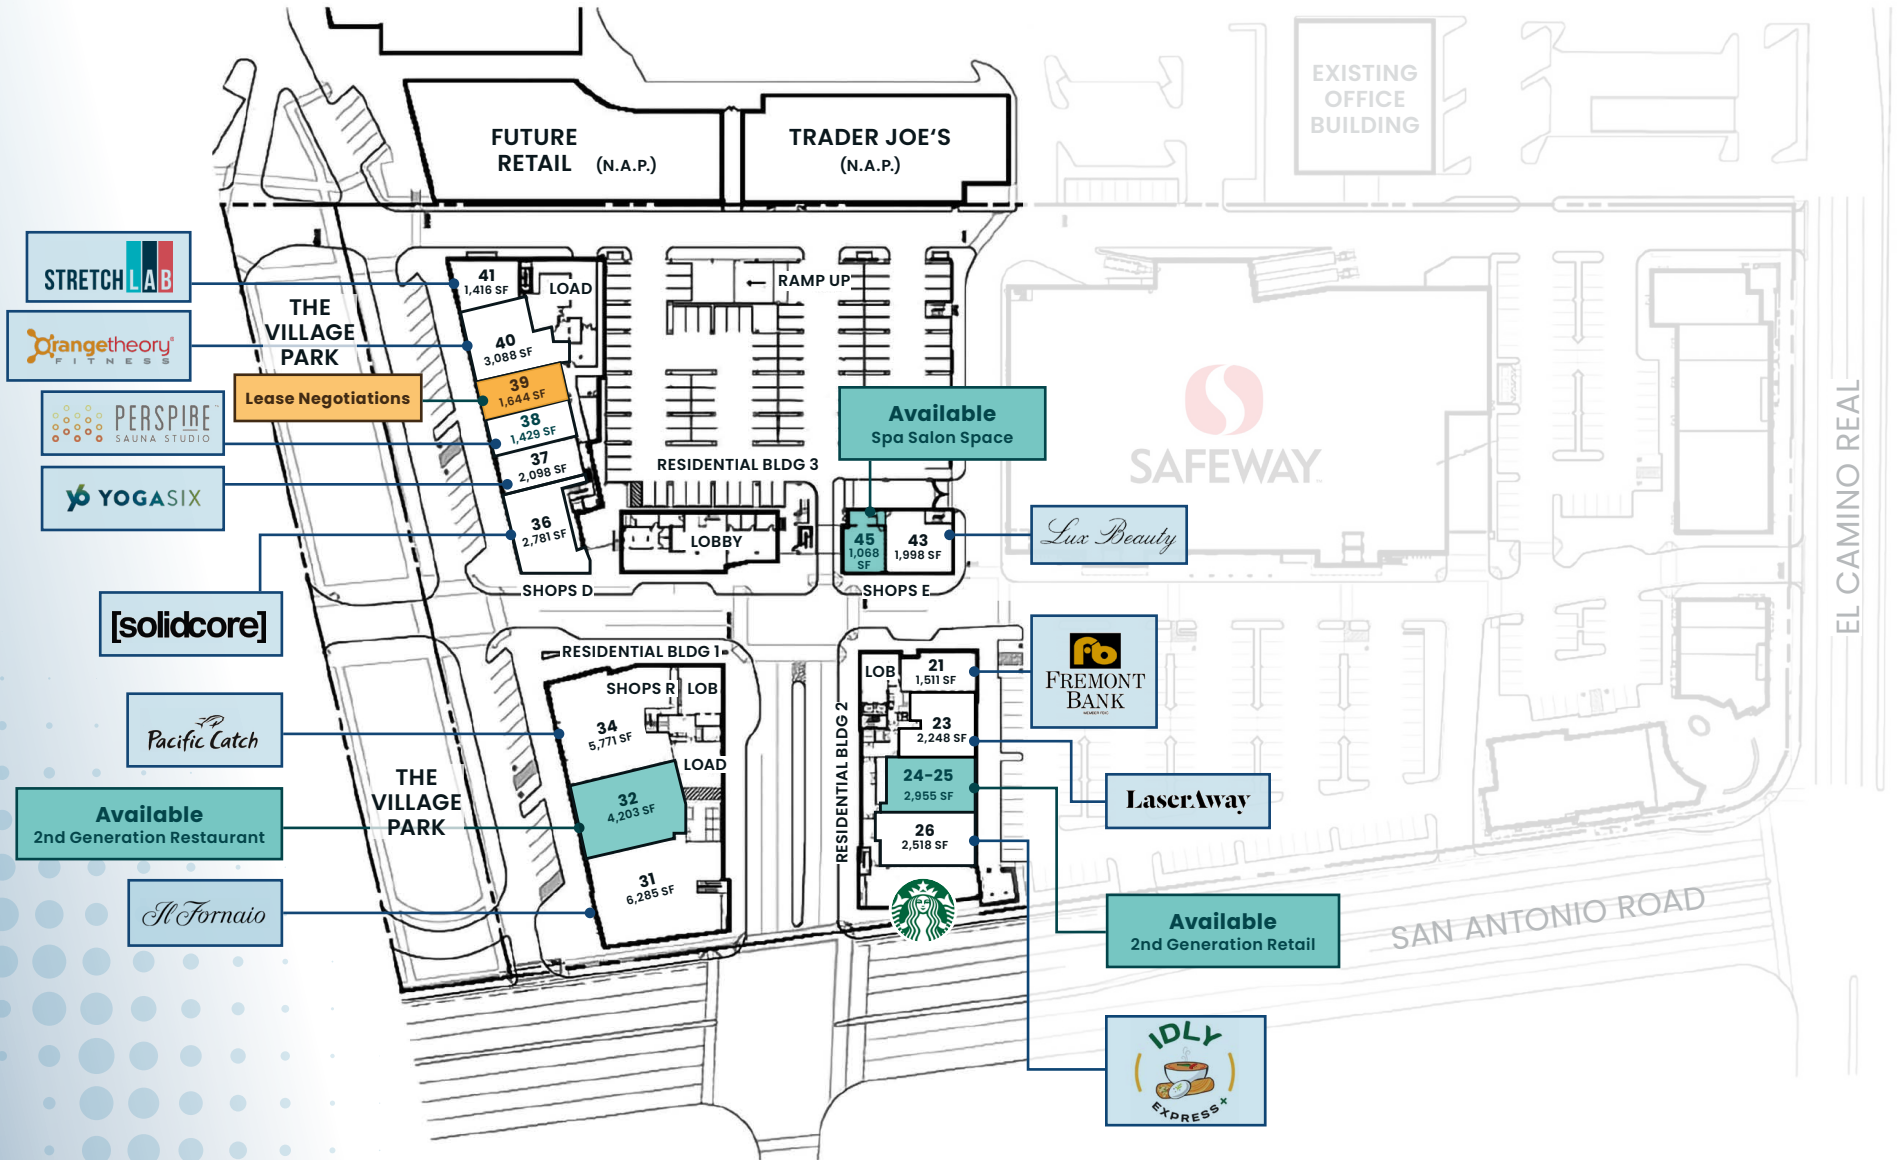 EXISTING
OFFICE
BUILDING
FUTURE
RETAIL (N.A.P.)
TRADER JOE'S
(N.A.P.)
STRETCHLAB
41
1,416 SF
LOAD
RAMP UP
THE
VILLAGE
PARK
Orangetheory®
FITNESS
40
3,088 SF
Lease Negotiations
39
1,644 SF
PERSPIRE
SAUNA STUDIO
38
1,429 SF
Available
Spa Salon Space
SAFEWAY
EL CAMINO REAL
37
2,098 SF
RESIDENTIAL BLDG 3
Y6 YOGASIX
36
2,781 SF
LOBBY
45
1,068
SF
43
1,998 SF
Lux Beauty
SHOPS D
SHOPS E
[solidcore]
RESIDENTIAL BLDG 1
SHOPS R
LOB
LOB
21
1,511 SF
fb
FREMONT
BANK
MEMBER FDIC
Pacific Catch
34
5,771 SF
RESIDENTIAL BLDG 2
23
2,248 SF
LOAD
THE
VILLAGE
PARK
24-25
2,955 SF
LaserAway
Available
2nd Generation Restaurant
32
4,203 SF
26
2,518 SF
31
6,285 SF
Il Fornaio
Available
2nd Generation Retail
SAN ANTONIO ROAD
IDLY
EXPRESS+